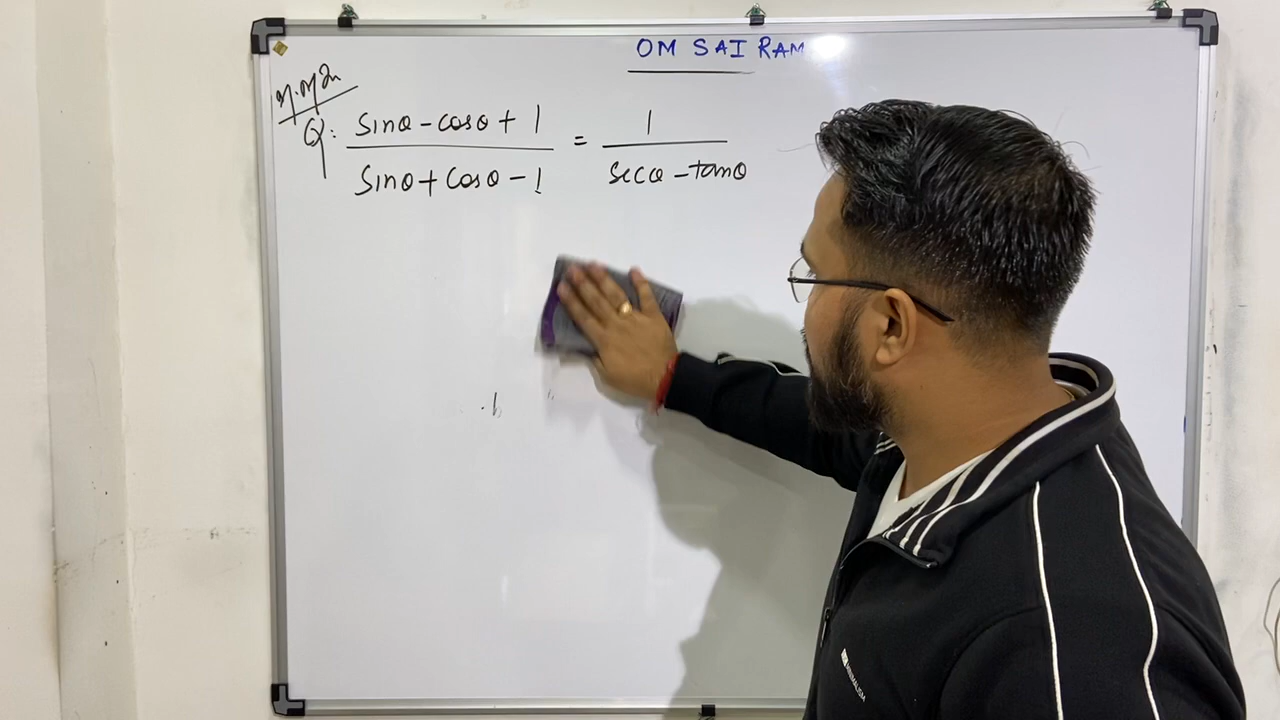 OM SAI RAM
Q: sinθ - cosθ + 1 / sinθ + cosθ - 1 = 1 / secθ - tanθ